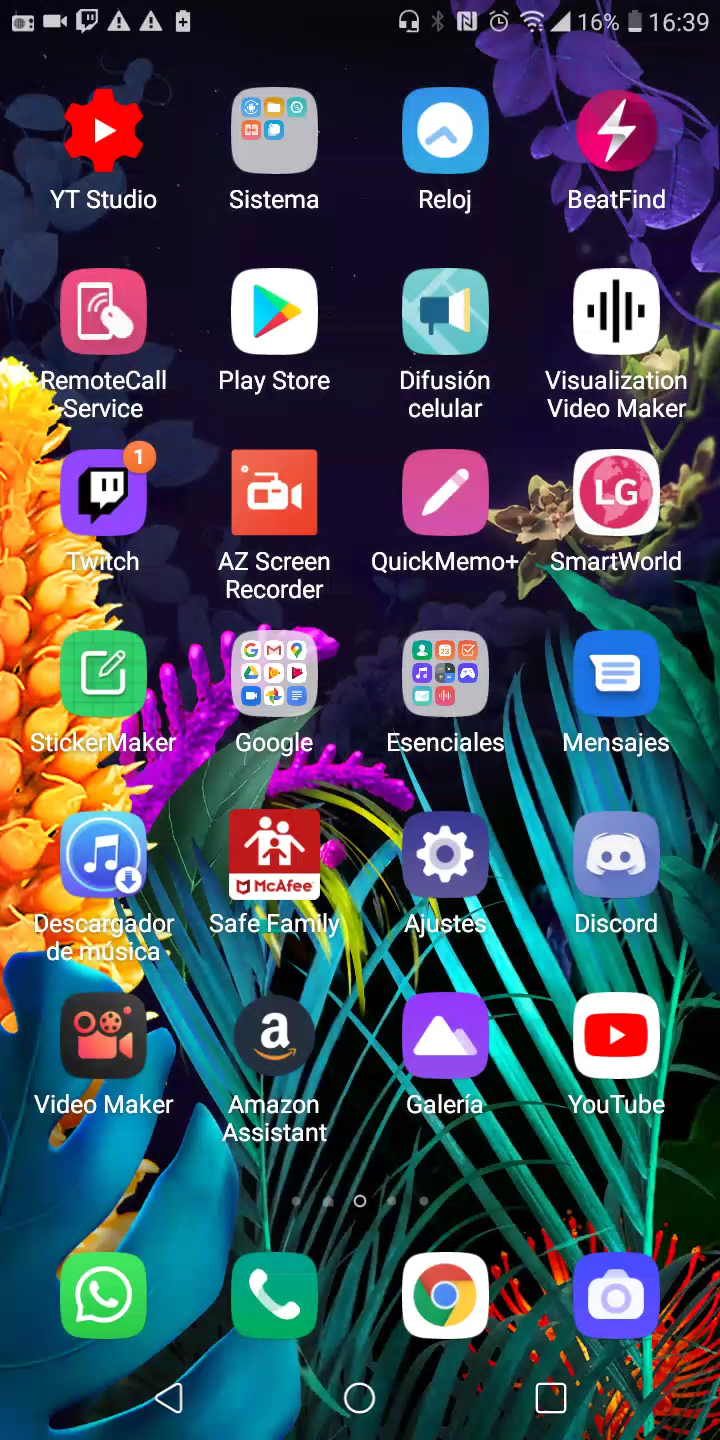 16% 16:39
YT Studio Sistema Reloj BeatFind
RemoteCall Service
Play Store
Difusión celular
Visualization Video Maker
1
Twitch
AZ Screen Recorder
QuickMemo+
LG
SmartWorld
StickerMaker Google Esenciales Mensajes
Descargador de música
McAfee
Safe Family
Ajustes
Discord
Video Maker
a
Amazon Assistant
Galería
YouTube